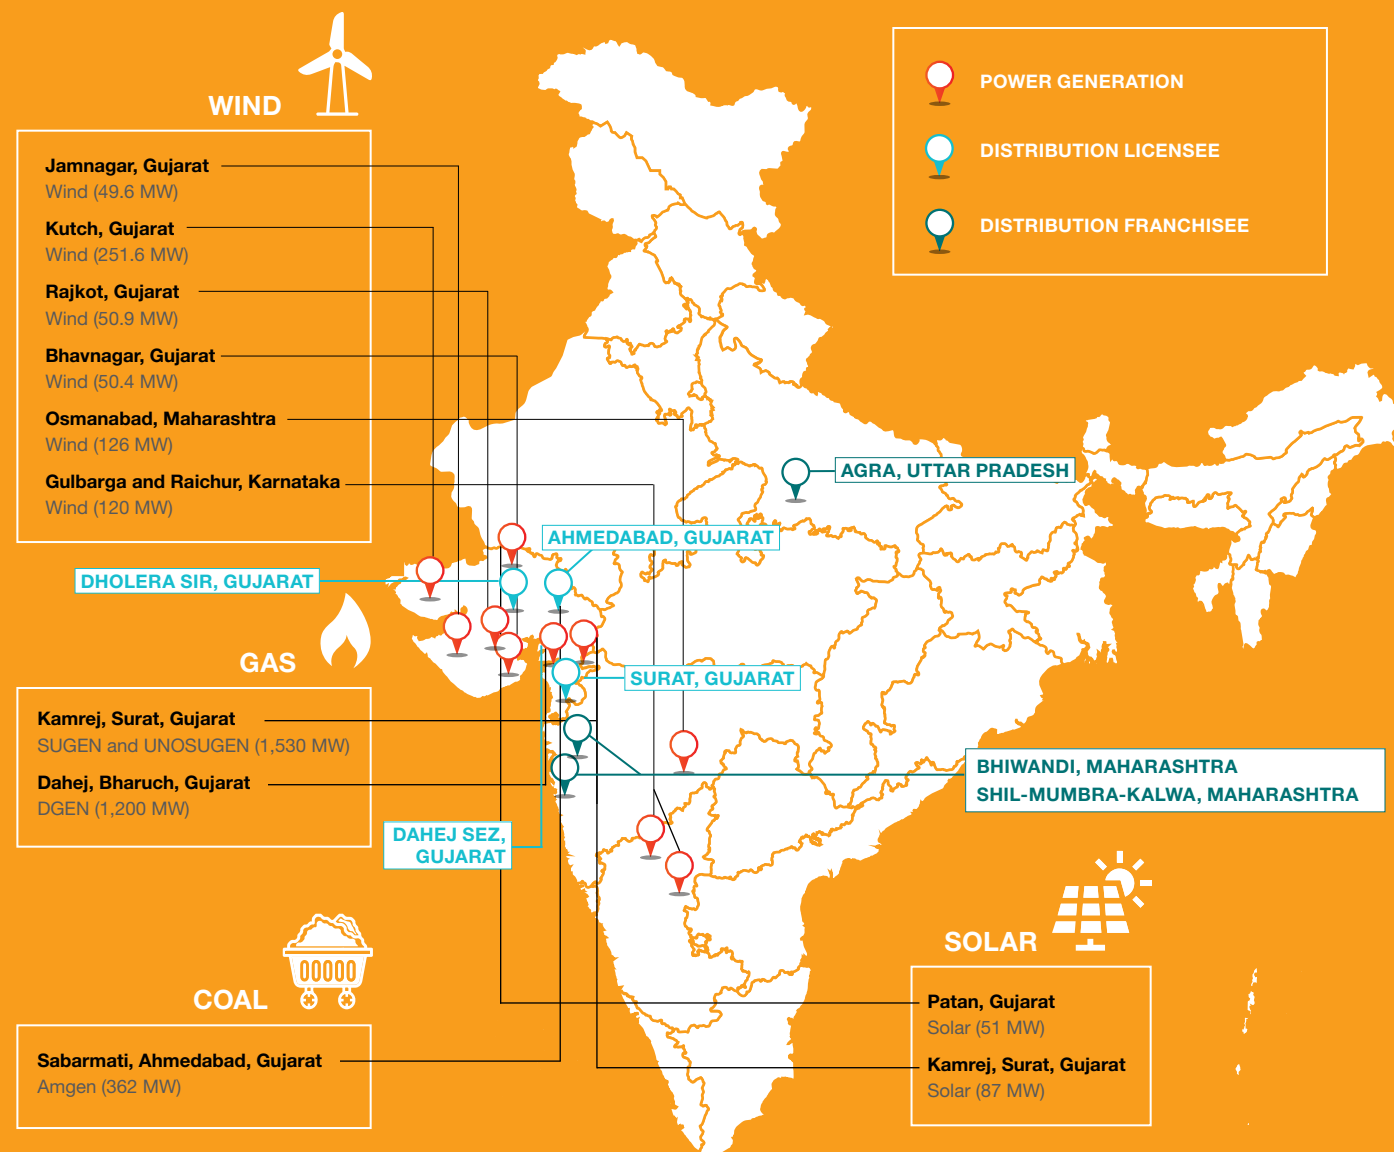 WIND
Jamnagar, Gujarat
Wind (49.6 MW)
Kutch, Gujarat
Wind (251.6 MW)
Rajkot, Gujarat
Wind (50.9 MW)
Bhavnagar, Gujarat
Wind (50.4 MW)
Osmanabad, Maharashtra
Wind (126 MW)
Gulbarga and Raichur, Karnataka
Wind (120 MW)
POWER GENERATION
DISTRIBUTION LICENSEE
DISTRIBUTION FRANCHISEE
AGRA, UTTAR PRADESH
AHMEDABAD, GUJARAT
DHOLERA SIR, GUJARAT
SURAT, GUJARAT
GAS
Kamrej, Surat, Gujarat
SUGEN and UNOSUGEN (1,530 MW)
Dahej, Bharuch, Gujarat
DGEN (1,200 MW)
BHIWANDI, MAHARASHTRA
SHIL-MUMBRA-KALWA, MAHARASHTRA
DAHEJ SEZ,
GUJARAT
COAL
Sabarmati, Ahmedabad, Gujarat
Amgen (362 MW)
SOLAR
Patan, Gujarat
Solar (51 MW)
Kamrej, Surat, Gujarat
Solar (87 MW)